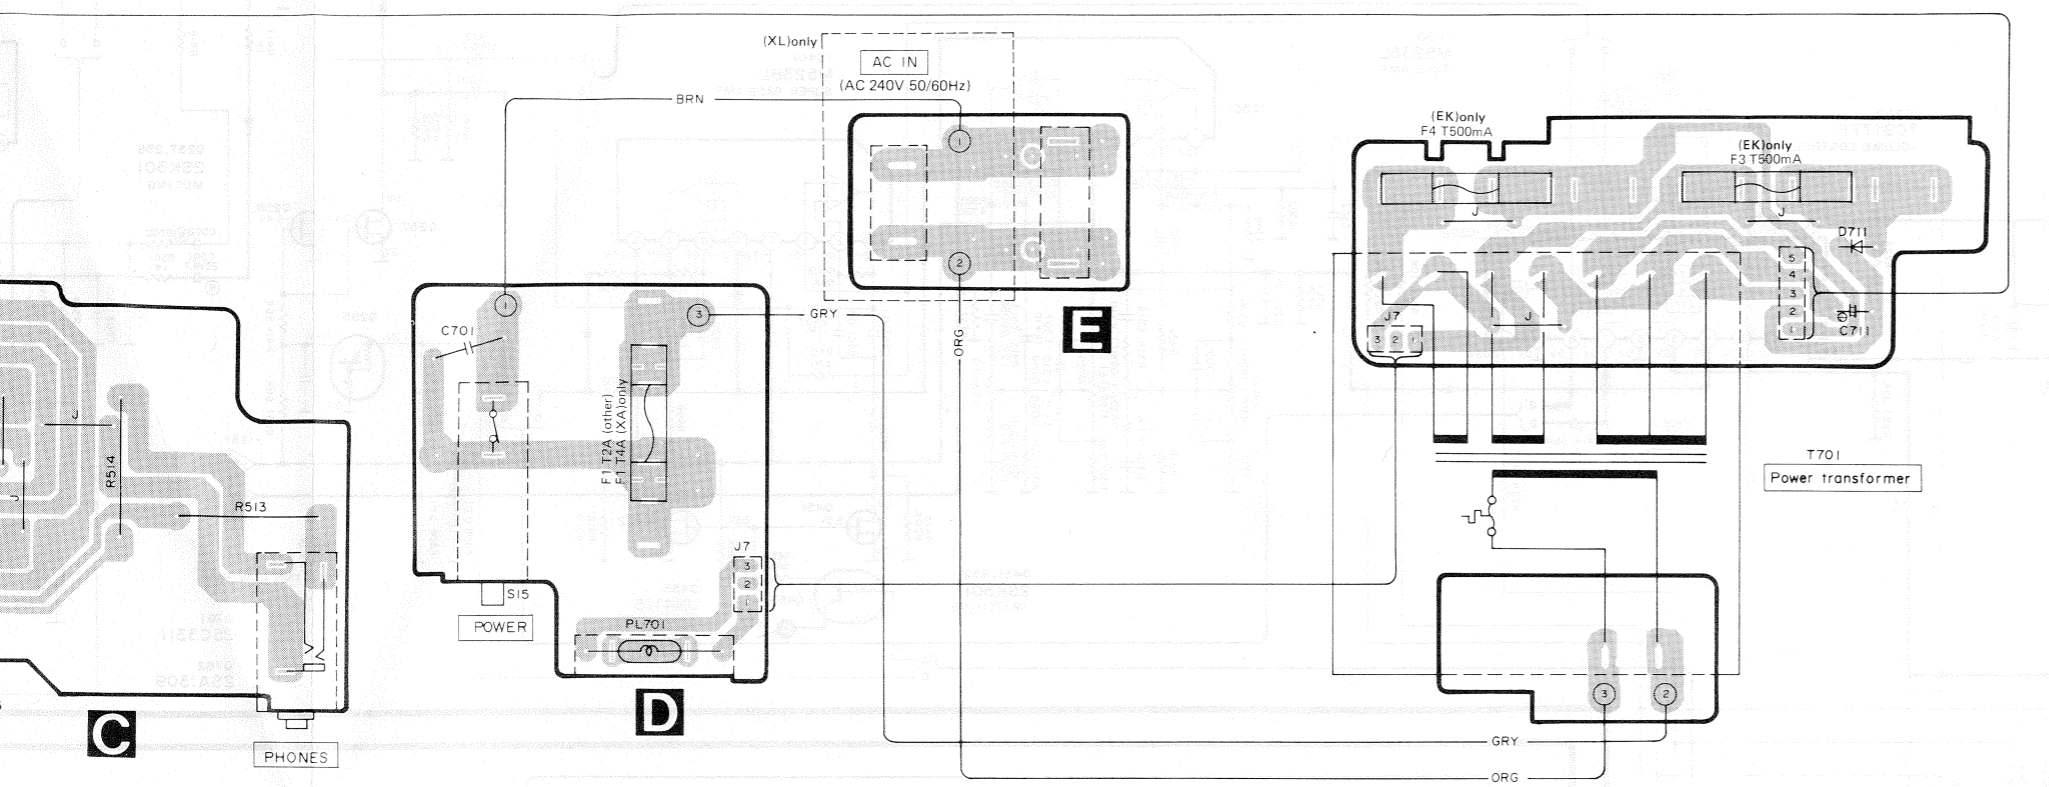 (XL)only
AC IN
(AC 240V 50/60Hz)
BRN
1
2
ORG
E
(EK)only
F4 T500mA
(EK)only
F3 T500mA
J
J
D711
5
4
3
2
1
C711
J7
3 2 1
J
T701
Power transformer
3
2
GRY
ORG
1
C701
3
GRY
F1 T2A (other)
F1 T4A (XA)only
J7
3
2
1
S15
POWER
PL701
D
J
J
R514
R513
C
PHONES